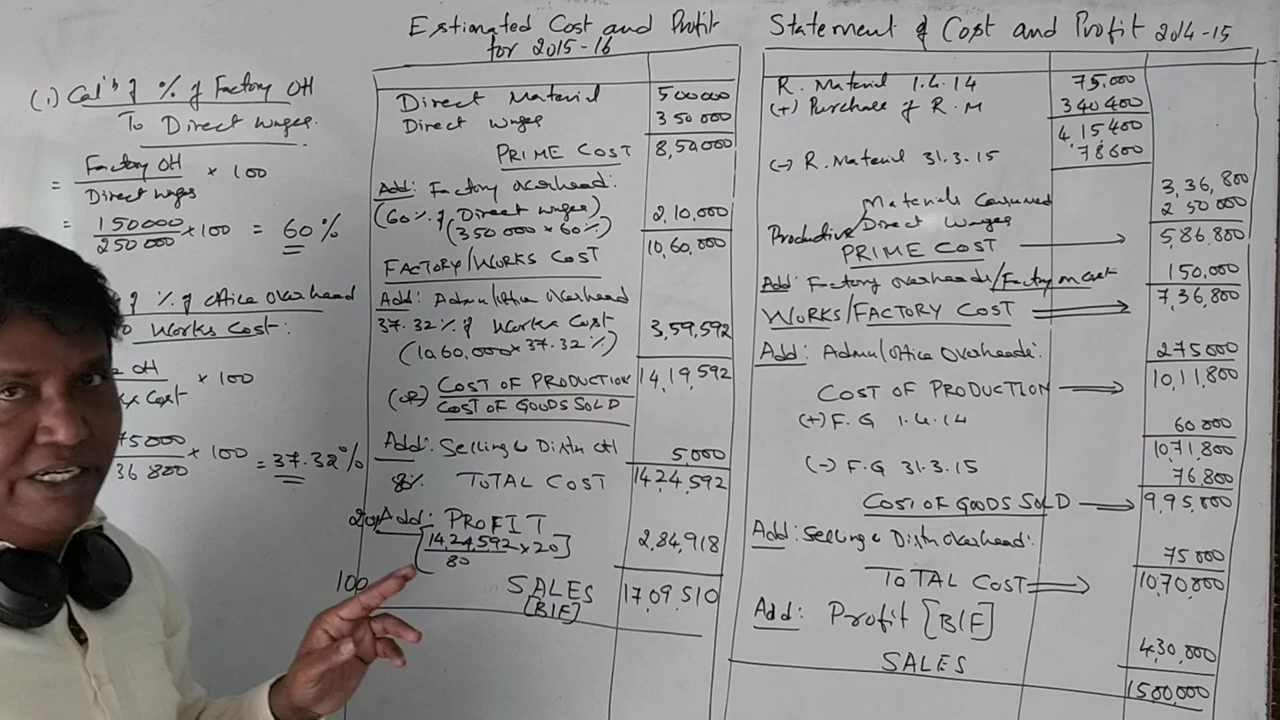 (1) Calⁿ of % of Factory OH
To Direct wages.
= Factory OH / Direct wages × 100
= 150000 / 250000 × 100 = 60%
of % of office overhead
Works Cost:
OH
Cost × 100
75000 / 36800 × 100 = 37.32%
Estimated Cost and Profit
for 2015-16
Direct Material 500000
Direct wages 350000
PRIME COST 8,50,000
Add: Factory overhead:
(60% of Direct wages)
(350000 × 60%) 2,10,000
10,60,000
FACTORY/WORKS COST
Add: Admn/office overhead
37.32% of Works Cost 3,59,592
(10,60,000 × 37.32%)
COST OF PRODUCTION 14,19,592
(OR) COST OF GOODS SOLD
Add: Selling & Distn OH 5,000
80% TOTAL COST 14,24,592
20% Add: PROFIT
[14,24,592 × 20 / 80] 2,84,918
100 SALES 17,09,510
[B/F]
Statement of Cost and Profit 2014-15
R. Material 1.4.14 75,000
(+) Purchase of R.M 340400
4,15400
(-) R. Material 31.3.15 78600
Materials Consumed 3,36,800
Productive Direct Wages 250000
PRIME COST 5,86,800
Add: Factory overheads/Factory on cost 150,000
WORKS/FACTORY COST 7,36,800
Add: Admn/office overheads: 275000
COST OF PRODUCTION 10,11,800
(+) F.G 1.4.14 60000
10,71,800
(-) F.G 31.3.15 76,800
COST OF GOODS SOLD 9,95,000
Add: Selling & Distn overhead: 75000
TOTAL COST 10,70,000
Add: Profit [B/F] 4,30,000
SALES 1500,000